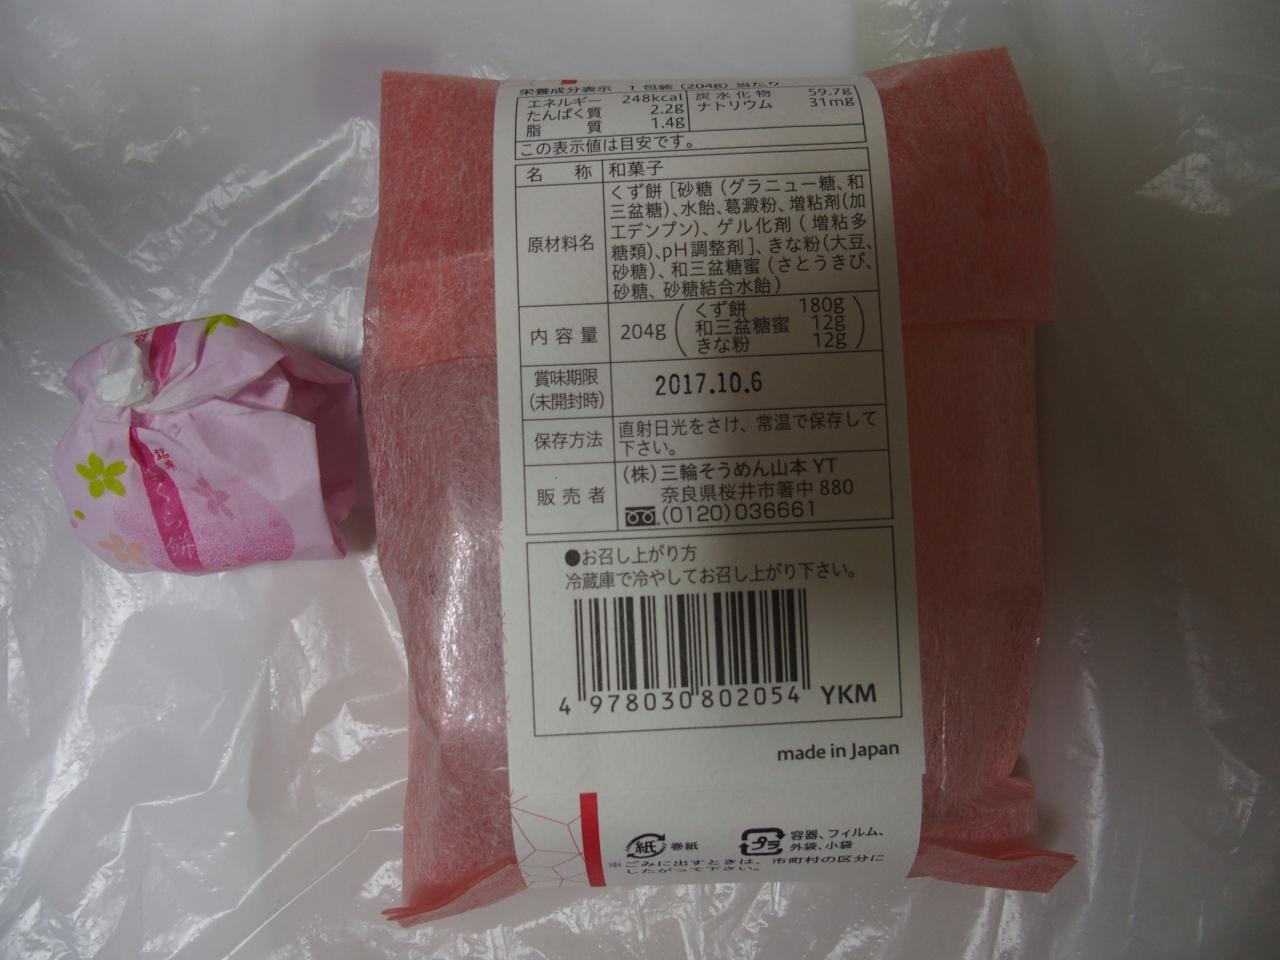 栄養成分表示 1包装(204g)当たり
エネルギー 248kcal 炭水化物 59.7g
たんぱく質 2.2g ナトリウム 31mg
脂質 1.4g
この表示値は目安です。
名称 和菓子
原材料名 くず餅[砂糖(グラニュー糖、和
三盆糖)、水飴、葛澱粉、増粘剤(加
工デンプン)、ゲル化剤(増粘多
糖類)、pH調整剤]、きな粉(大豆、
砂糖)、和三盆糖蜜(さとうきび、
砂糖、砂糖結合水飴)
内容量 204g (くず餅 180g
和三盆糖蜜 12g
きな粉 12g)
賞味期限
(未開封時) 2017.10.6
保存方法 直射日光をさけ、常温で保存して
下さい。
販売者 (株)三輪そうめん山本 YT
奈良県桜井市箸中 880
(0120)036661
●お召し上がり方
冷蔵庫で冷やしてお召し上がり下さい。
4 978030 802054 YKM
made in Japan
紙 巻紙
プラ 容器、フィルム、
外袋、小袋
※ごみに出すときは、市町村の区分に
したがって下さい。
銘菓
さくら餅